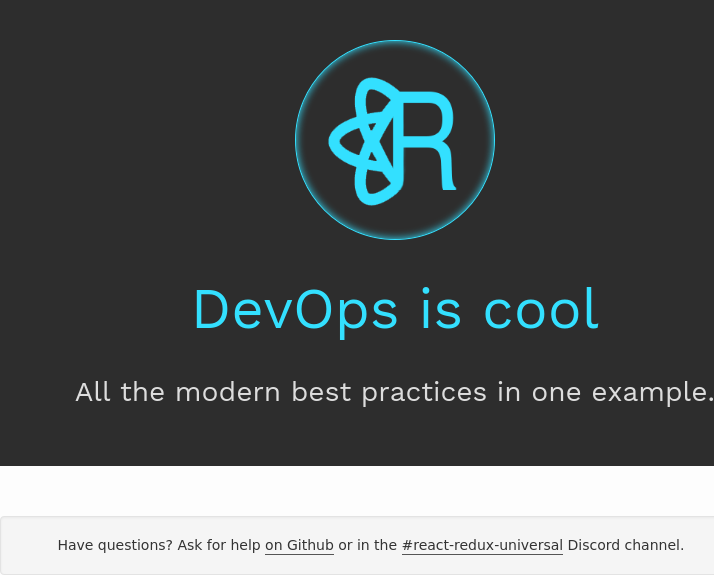 DevOps is cool
All the modern best practices in one example.
Have questions? Ask for help on Github or in the #react-redux-universal Discord channel.